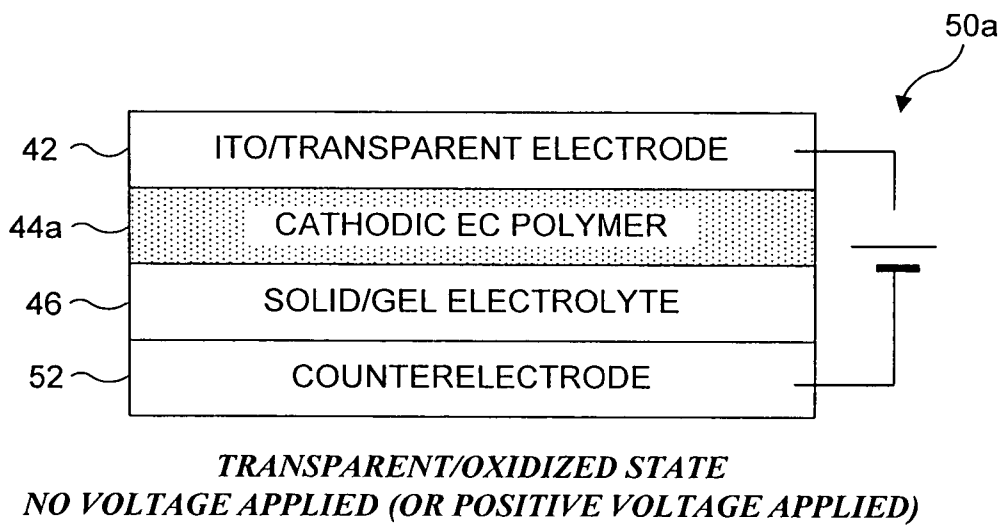 50a
42
ITO/TRANSPARENT ELECTRODE
44a
CATHODIC EC POLYMER
46
SOLID/GEL ELECTROLYTE
52
COUNTERELECTRODE
TRANSPARENT/OXIDIZED STATE
NO VOLTAGE APPLIED (OR POSITIVE VOLTAGE APPLIED)